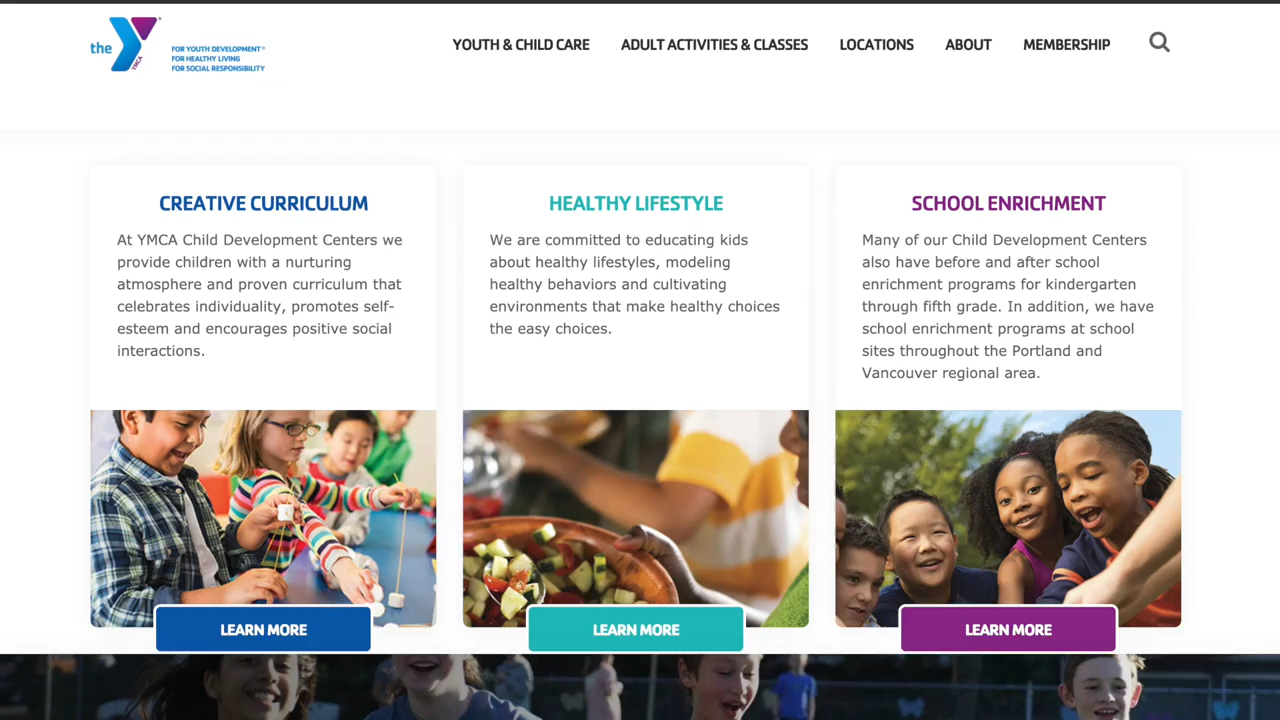 the
YMCA
FOR YOUTH DEVELOPMENT®
FOR HEALTHY LIVING
FOR SOCIAL RESPONSIBILITY
YOUTH & CHILD CARE
ADULT ACTIVITIES & CLASSES
LOCATIONS
ABOUT
MEMBERSHIP
CREATIVE CURRICULUM
At YMCA Child Development Centers we
provide children with a nurturing
atmosphere and proven curriculum that
celebrates individuality, promotes self-
esteem and encourages positive social
interactions.
LEARN MORE
HEALTHY LIFESTYLE
We are committed to educating kids
about healthy lifestyles, modeling
healthy behaviors and cultivating
environments that make healthy choices
the easy choices.
LEARN MORE
SCHOOL ENRICHMENT
Many of our Child Development Centers
also have before and after school
enrichment programs for kindergarten
through fifth grade. In addition, we have
school enrichment programs at school
sites throughout the Portland and
Vancouver regional area.
LEARN MORE